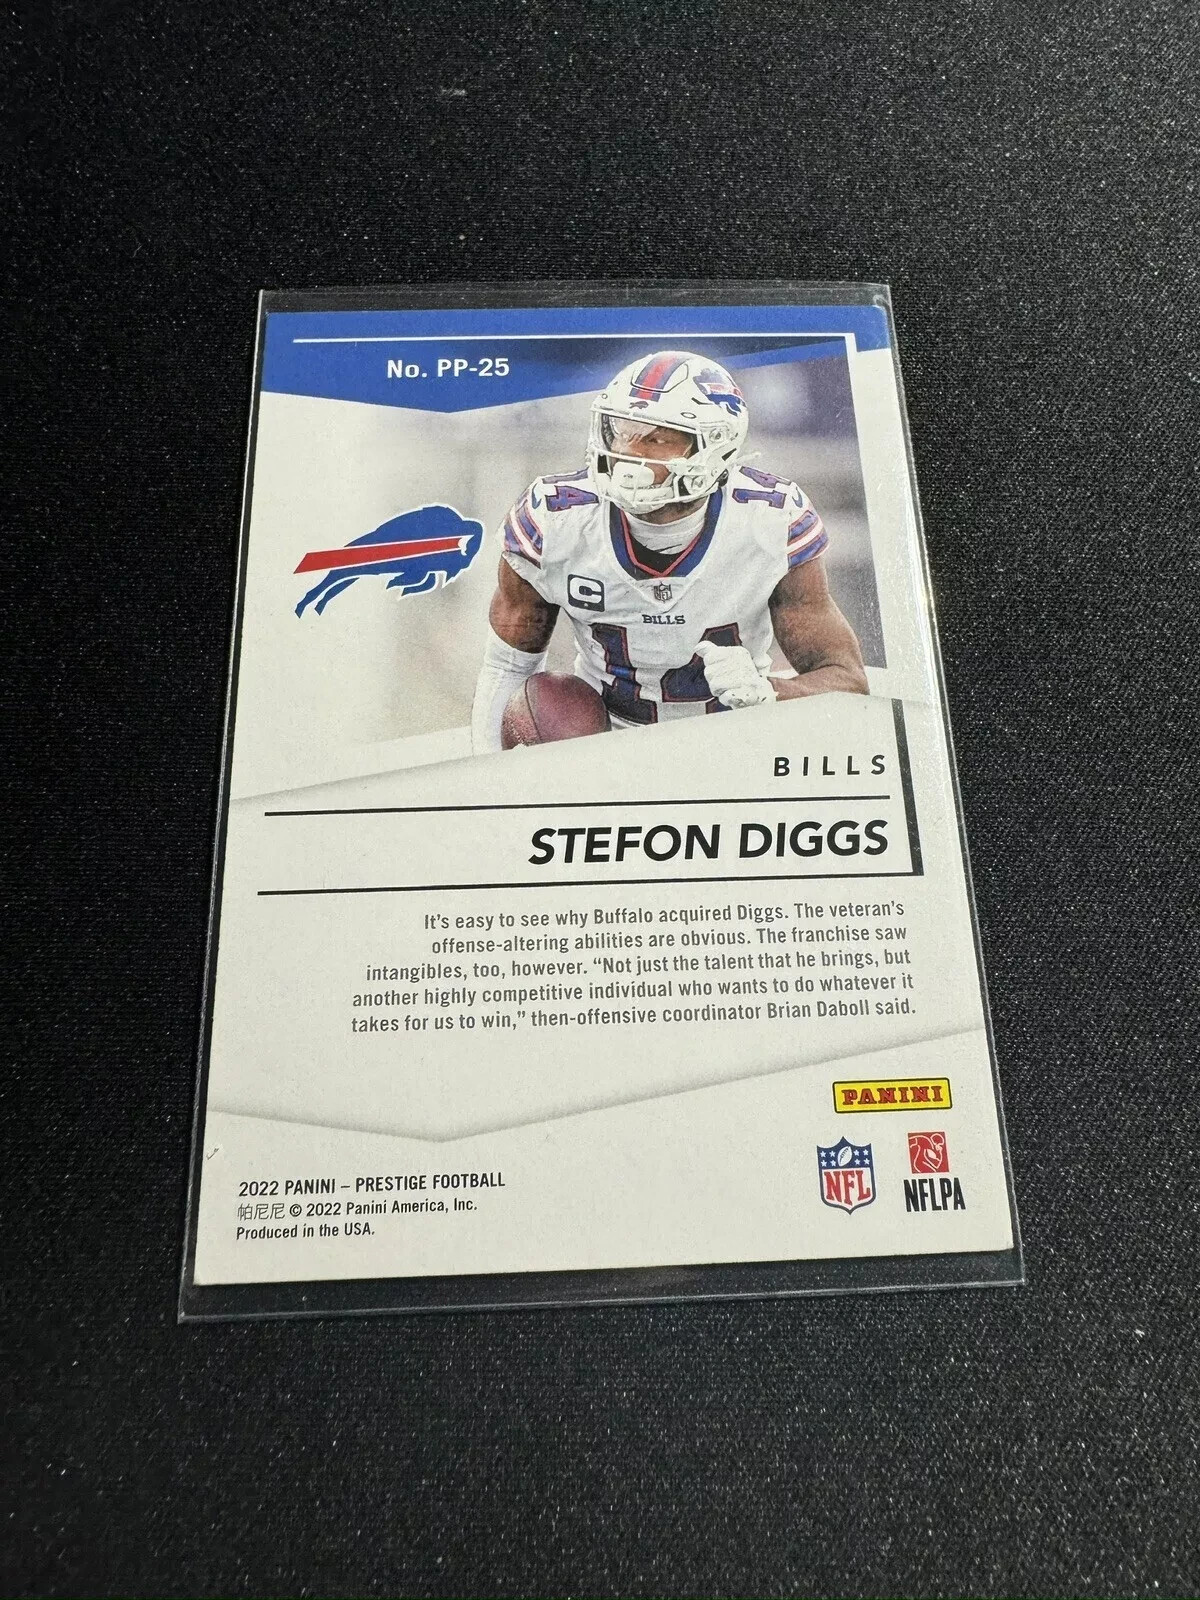 No. PP-25
14
14
C
NFL
BILLS
14
BILLS
STEFON DIGGS
It's easy to see why Buffalo acquired Diggs. The veteran's
offense-altering abilities are obvious. The franchise saw
intangibles, too, however. “Not just the talent that he brings, but
another highly competitive individual who wants to do whatever it
takes for us to win,” then-offensive coordinator Brian Daboll said.
PANINI
NFL
NFLPA
2022 PANINI – PRESTIGE FOOTBALL
帕尼尼 © 2022 Panini America, Inc.
Produced in the USA.